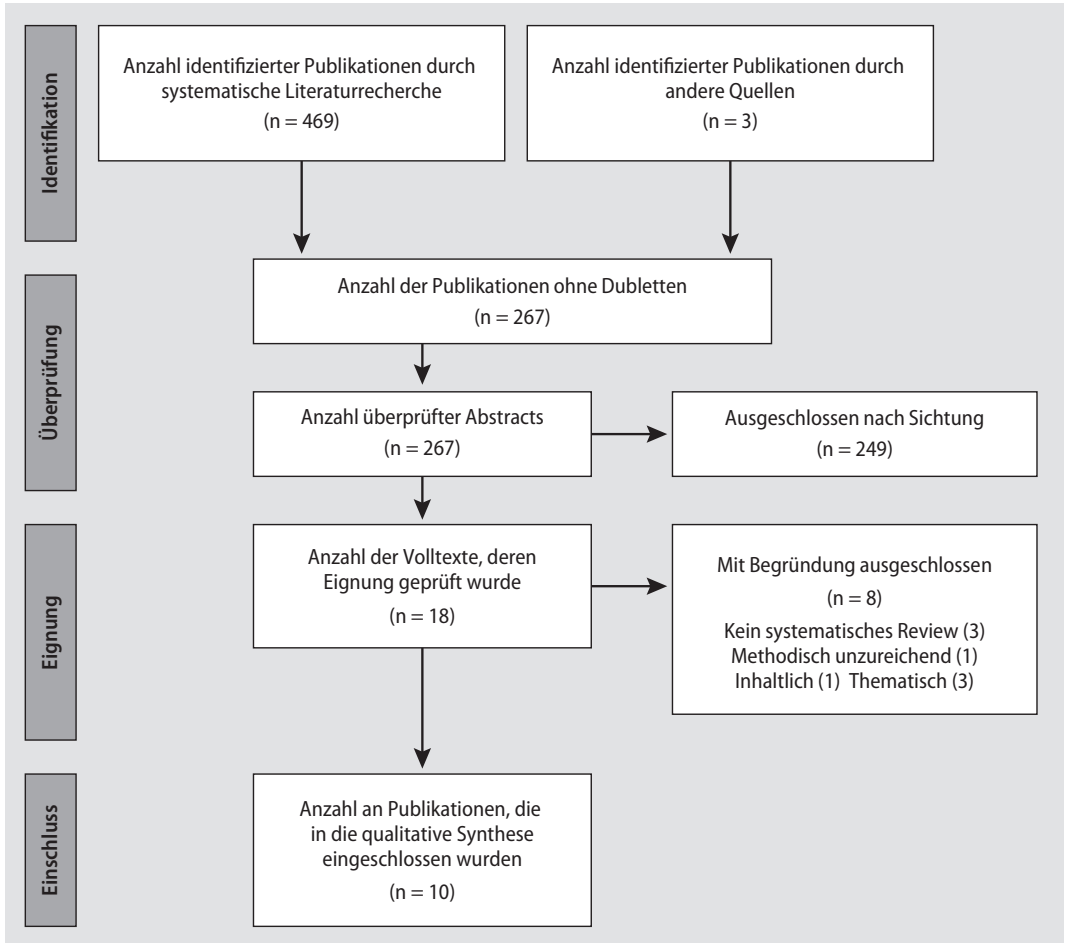 Identifikation
Anzahl identifizierter Publikationen durch
systematische Literaturrecherche
(n = 469)
Anzahl identifizierter Publikationen durch
andere Quellen
(n = 3)
Überprüfung
Anzahl der Publikationen ohne Dubletten
(n = 267)
Anzahl überprüfter Abstracts
(n = 267)
Ausgeschlossen nach Sichtung
(n = 249)
Eignung
Anzahl der Volltexte, deren
Eignung geprüft wurde
(n = 18)
Mit Begründung ausgeschlossen
(n = 8)
Kein systematisches Review (3)
Methodisch unzureichend (1)
Inhaltlich (1) Thematisch (3)
Einschluss
Anzahl an Publikationen, die
in die qualitative Synthese
eingeschlossen wurden
(n = 10)